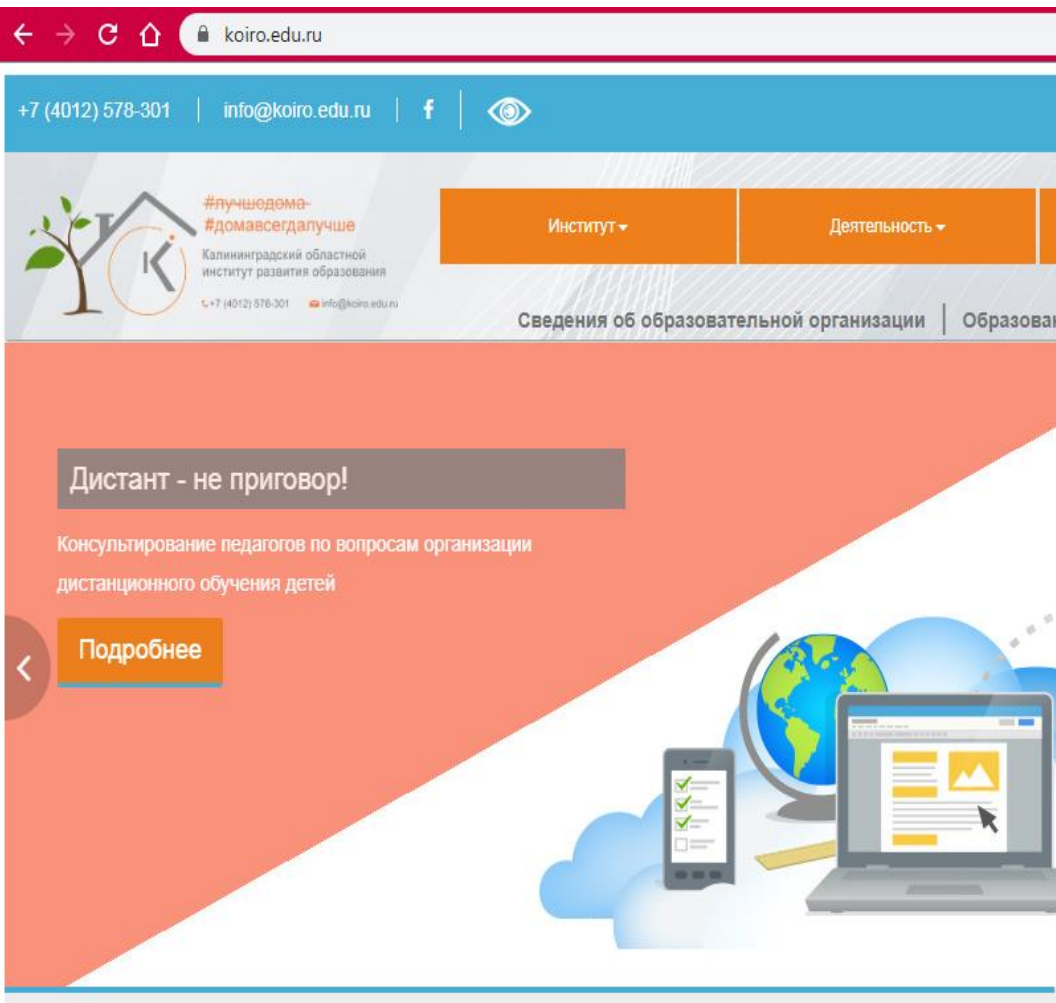 koiro.edu.ru
+7 (4012) 578-301 | info@koiro.edu.ru | f
#лучшедома-
#домавсегдалучше
Калининградский областной
институт развития образования
+7 (4012) 578-301 info@koiro.edu.ru
К
Институт
Деятельность
Сведения об образовательной организации | Образован
Дистант - не приговор!
Консультирование педагогов по вопросам организации
дистанционного обучения детей
Подробнее